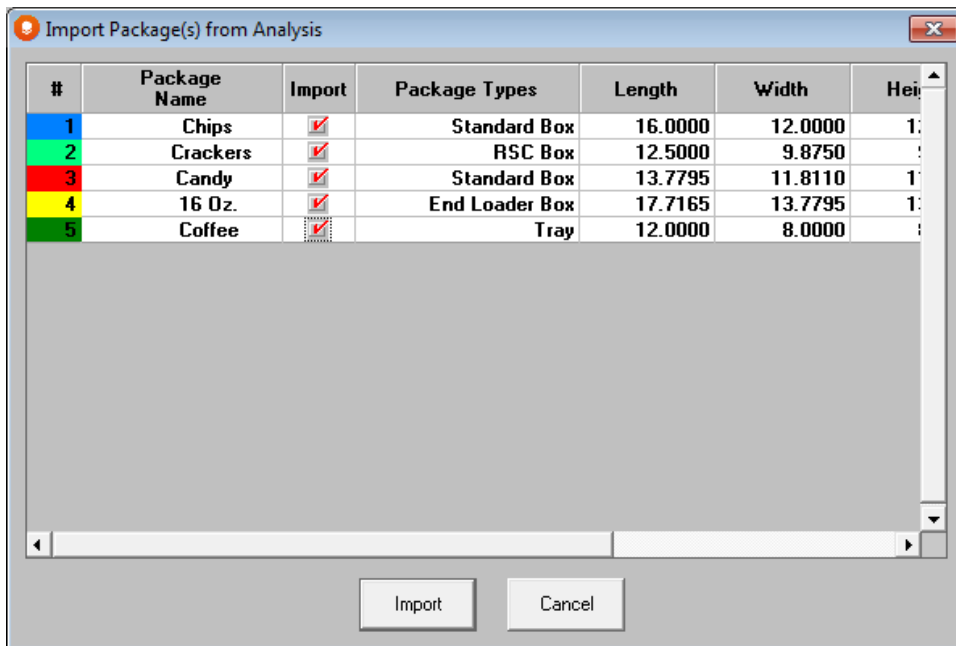 Import Package(s) from Analysis
# Package Name Import Package Types Length Width
1 Chips Standard Box 16.0000 12.0000
2 Crackers RSC Box 12.5000 9.8750
3 Candy Standard Box 13.7795 11.8110
4 16 Oz. End Loader Box 17.7165 13.7795
5 Coffee Tray 12.0000 8.0000
Import Cancel